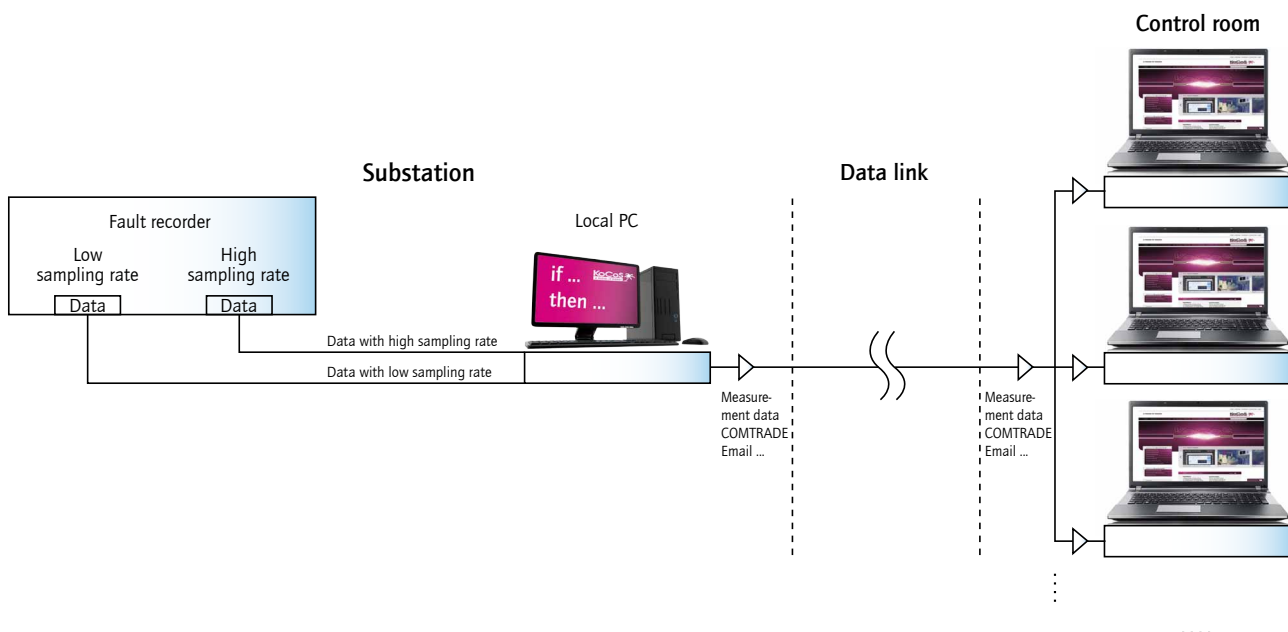 Control room
Substation
Data link
Fault recorder
Low
sampling rate
High
sampling rate
Data
Data
Local PC
if ...
KoCoS
then ...
Data with high sampling rate
Data with low sampling rate
Measure-
ment data
COMTRADE
Email ...
Measure-
ment data
COMTRADE
Email ...